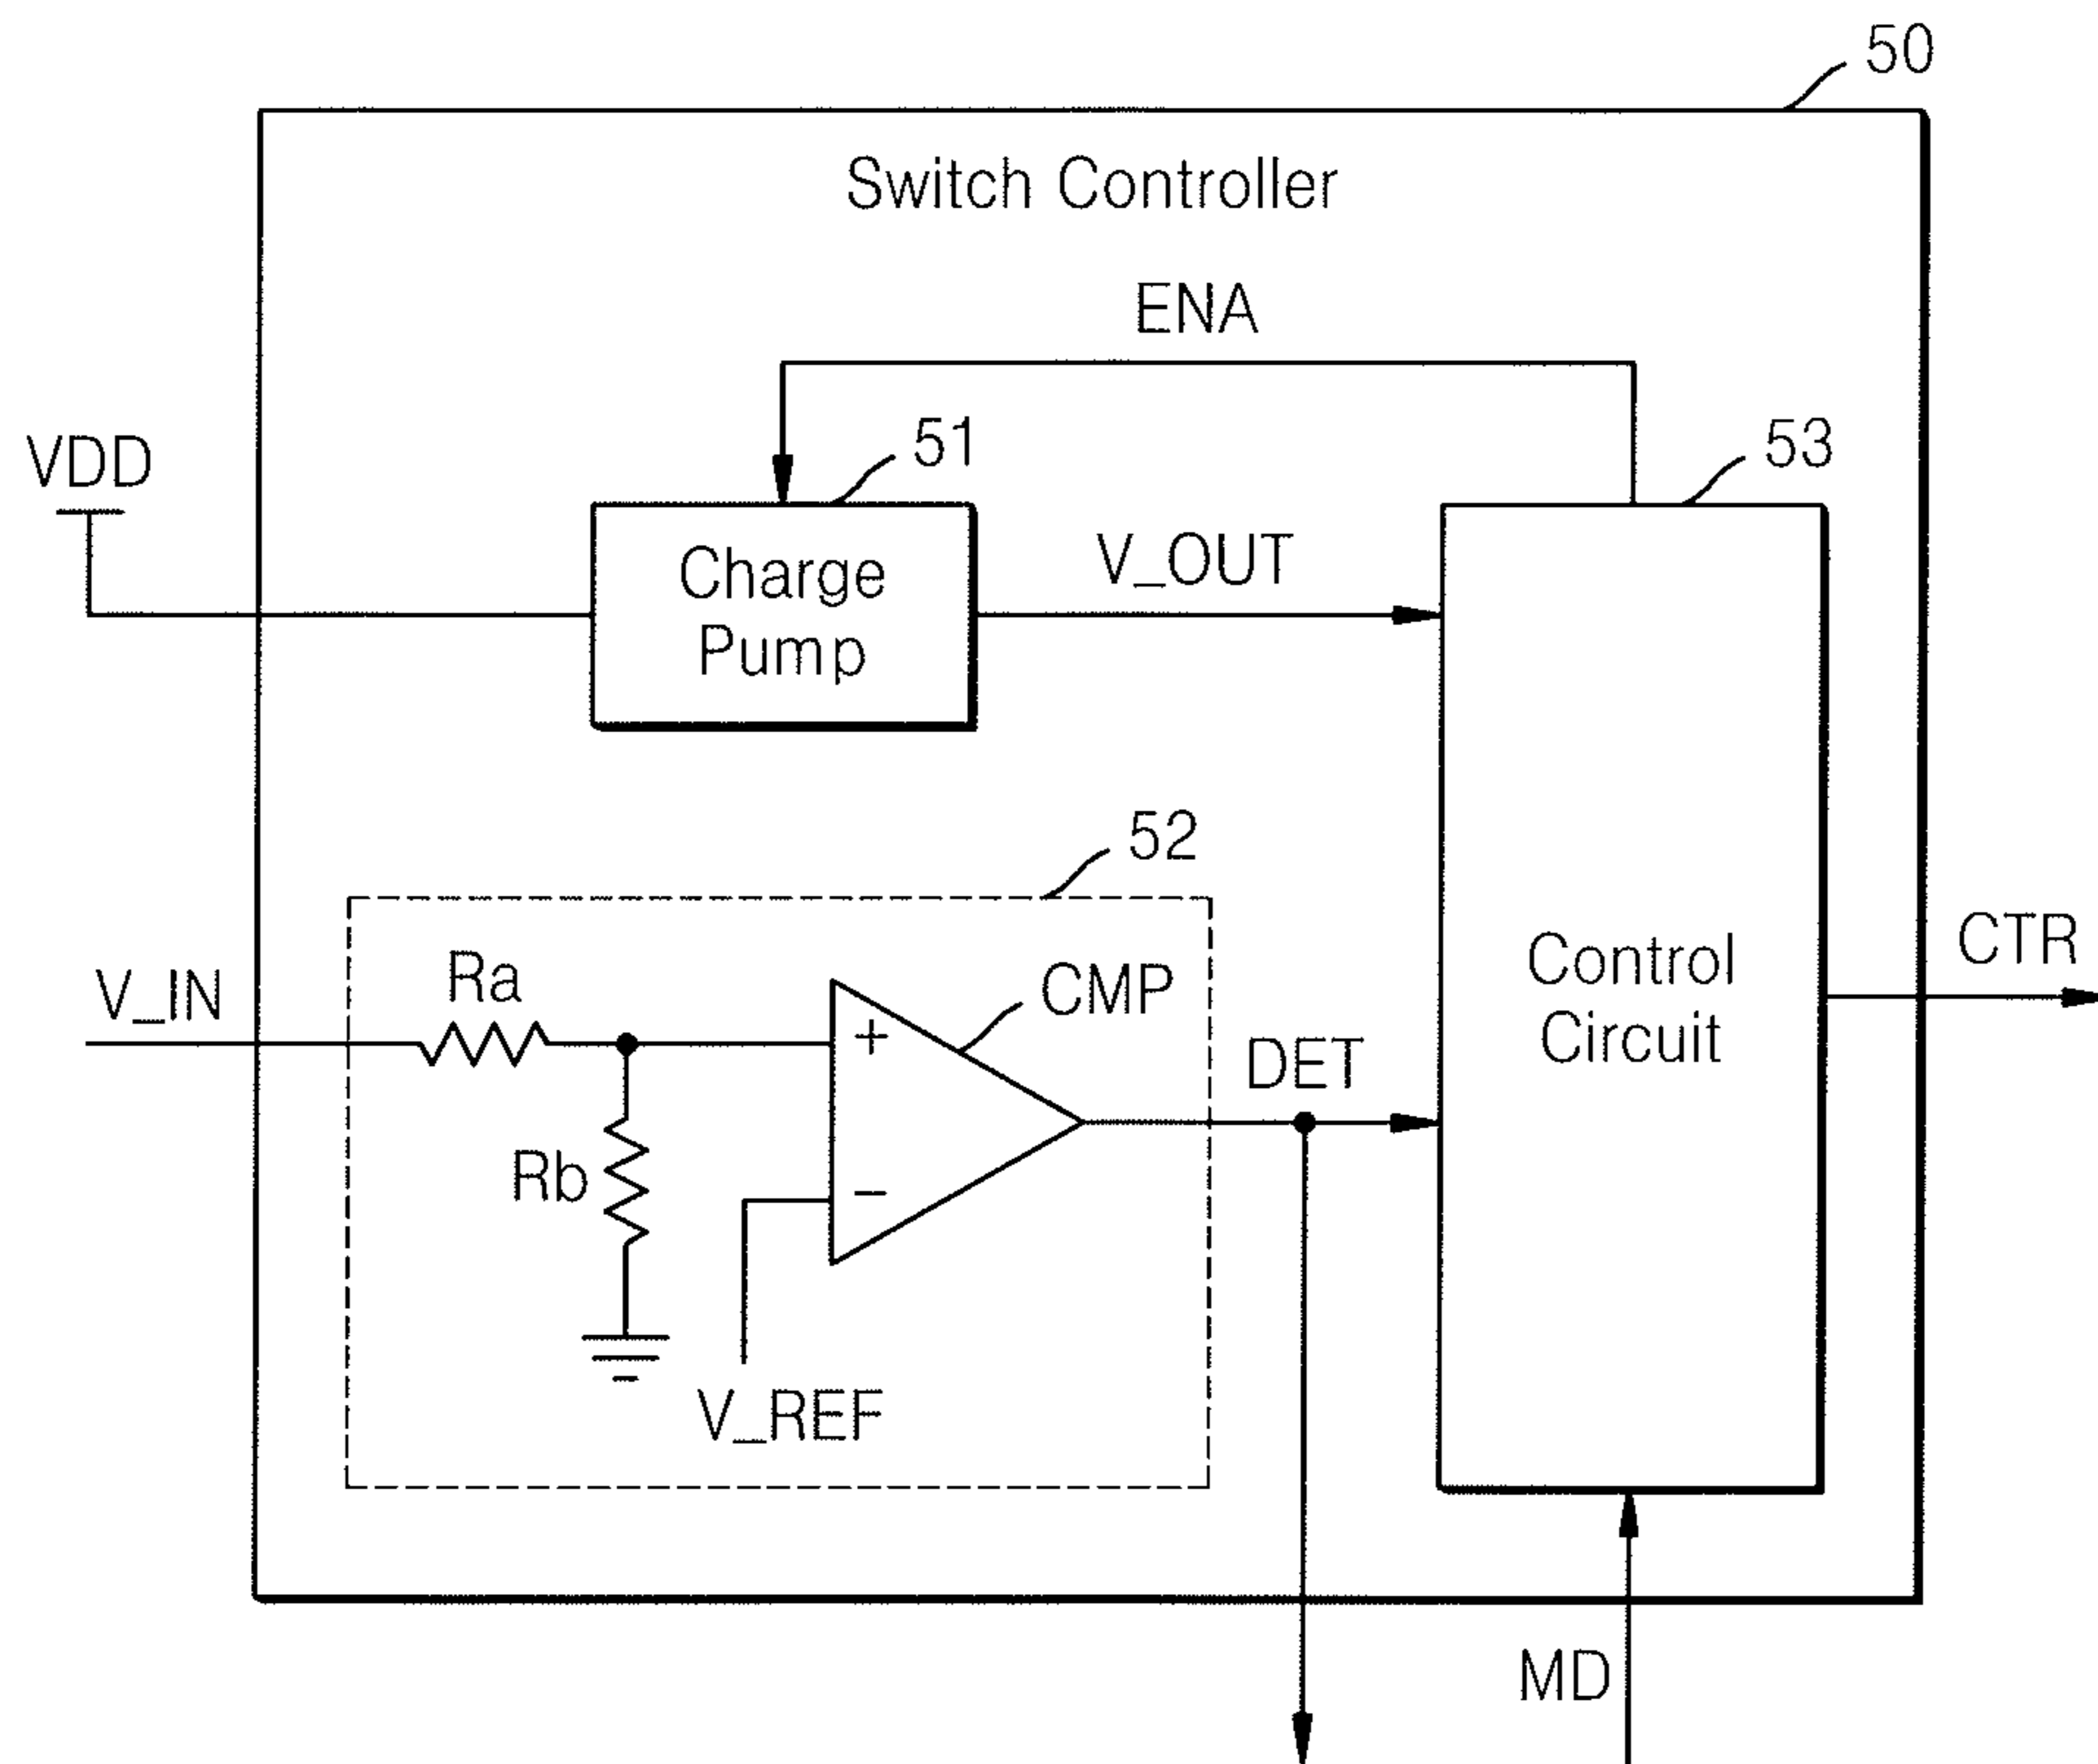 50
Switch Controller
ENA
VDD
51
53
Charge
Pump
V_OUT
52
V_IN
Ra
+
CMP
DET
Control
Circuit
CTR
Rb
−
V_REF
MD